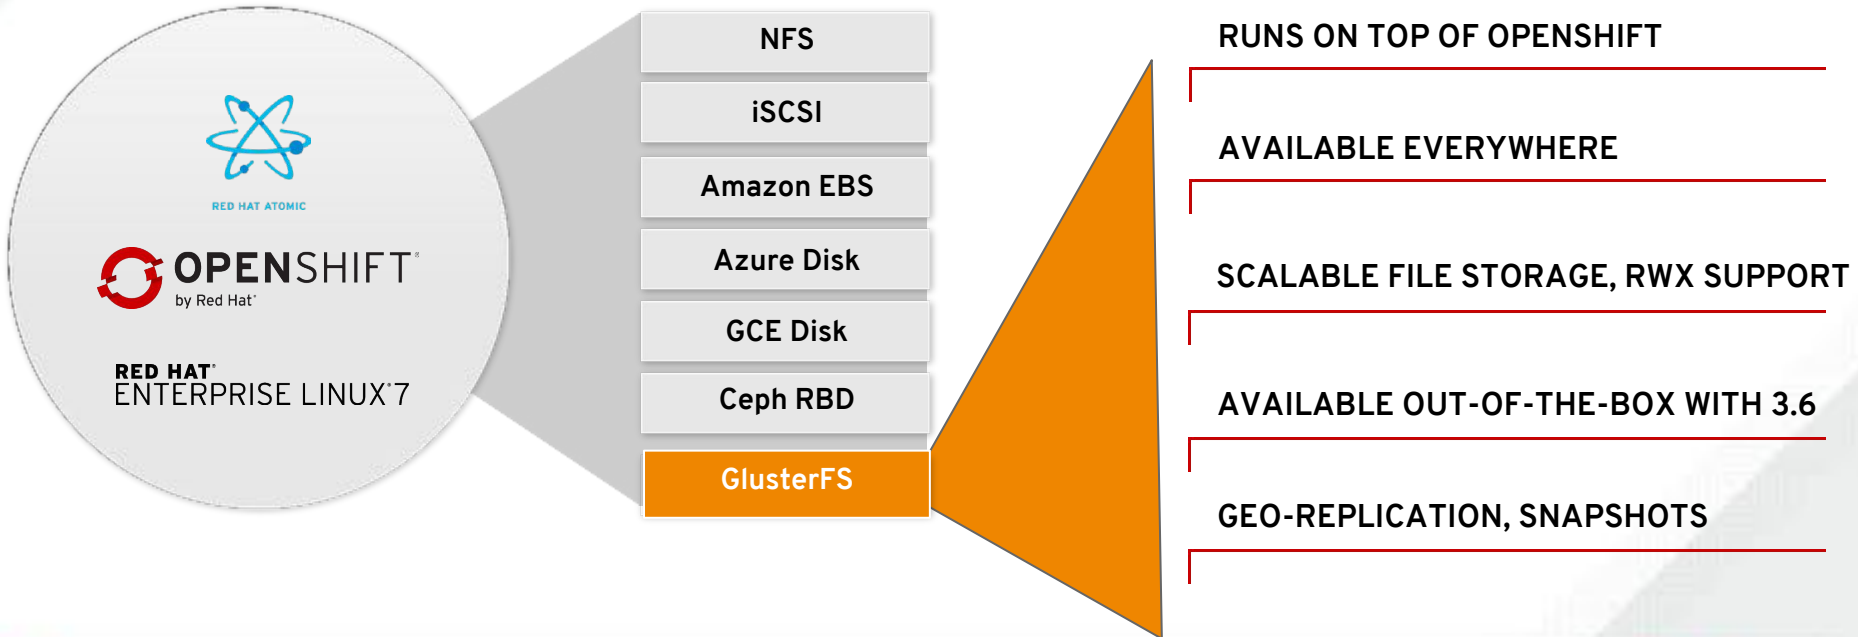 RED HAT ATOMIC
OPENSHIFT®
by Red Hat®
RED HAT®
ENTERPRISE LINUX® 7
NFS
iSCSI
Amazon EBS
Azure Disk
GCE Disk
Ceph RBD
GlusterFS
RUNS ON TOP OF OPENSHIFT
AVAILABLE EVERYWHERE
SCALABLE FILE STORAGE, RWX SUPPORT
AVAILABLE OUT-OF-THE-BOX WITH 3.6
GEO-REPLICATION, SNAPSHOTS